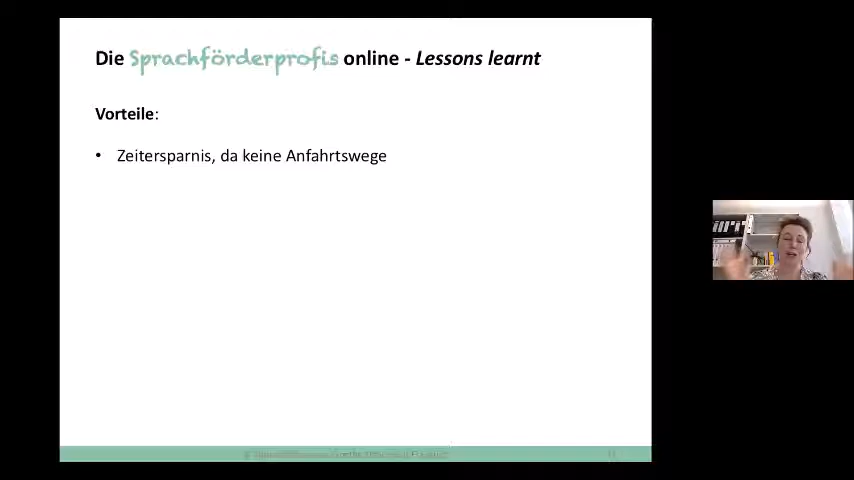 Die Sprachförderprofis online - Lessons learnt
Vorteile:
• Zeitersparnis, da keine Anfahrtswege